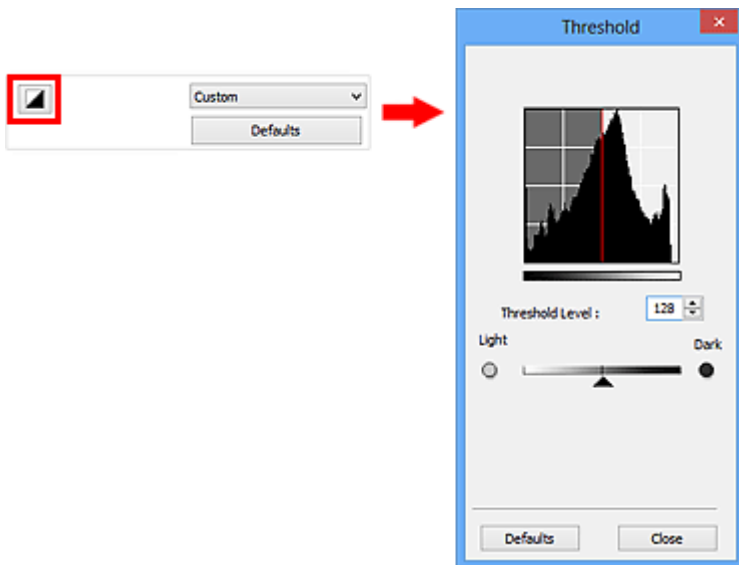 Threshold
Custom
Defaults
Threshold Level :
128
Light
Dark
Defaults
Close